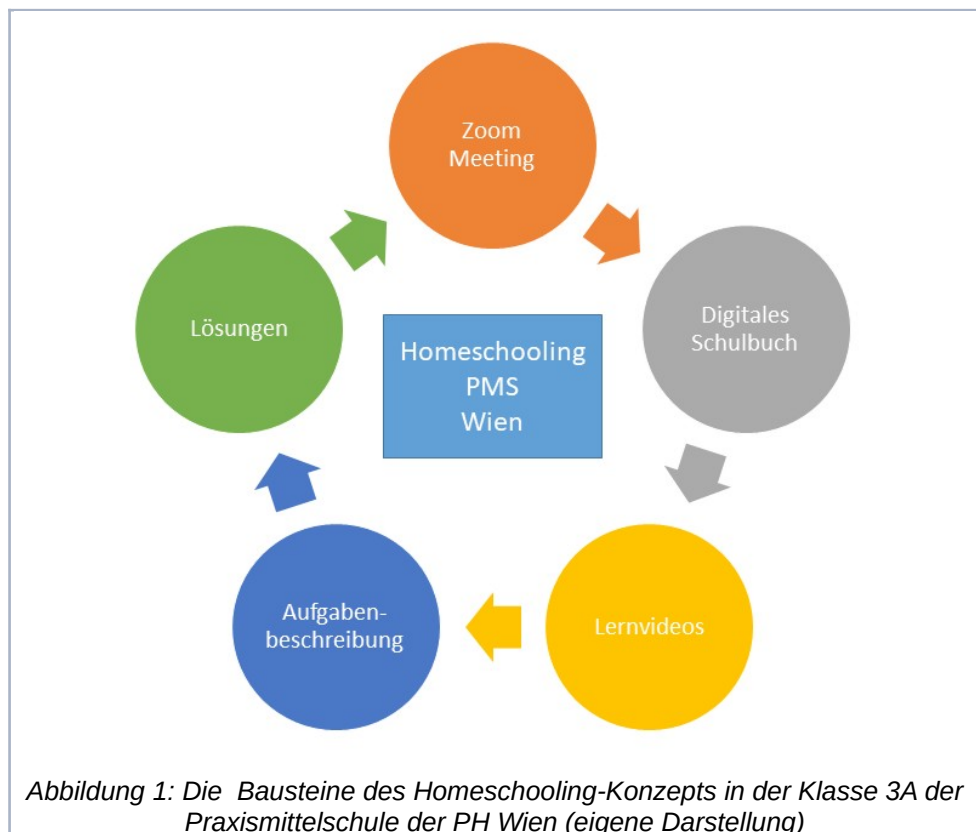 Zoom
Meeting
Digitales
Schulbuch
Lernvideos
Aufgaben-
beschreibung
Lösungen
Homeschooling
PMS
Wien
Abbildung 1: Die Bausteine des Homeschooling-Konzepts in der Klasse 3A der
Praxismittelschule der PH Wien (eigene Darstellung)